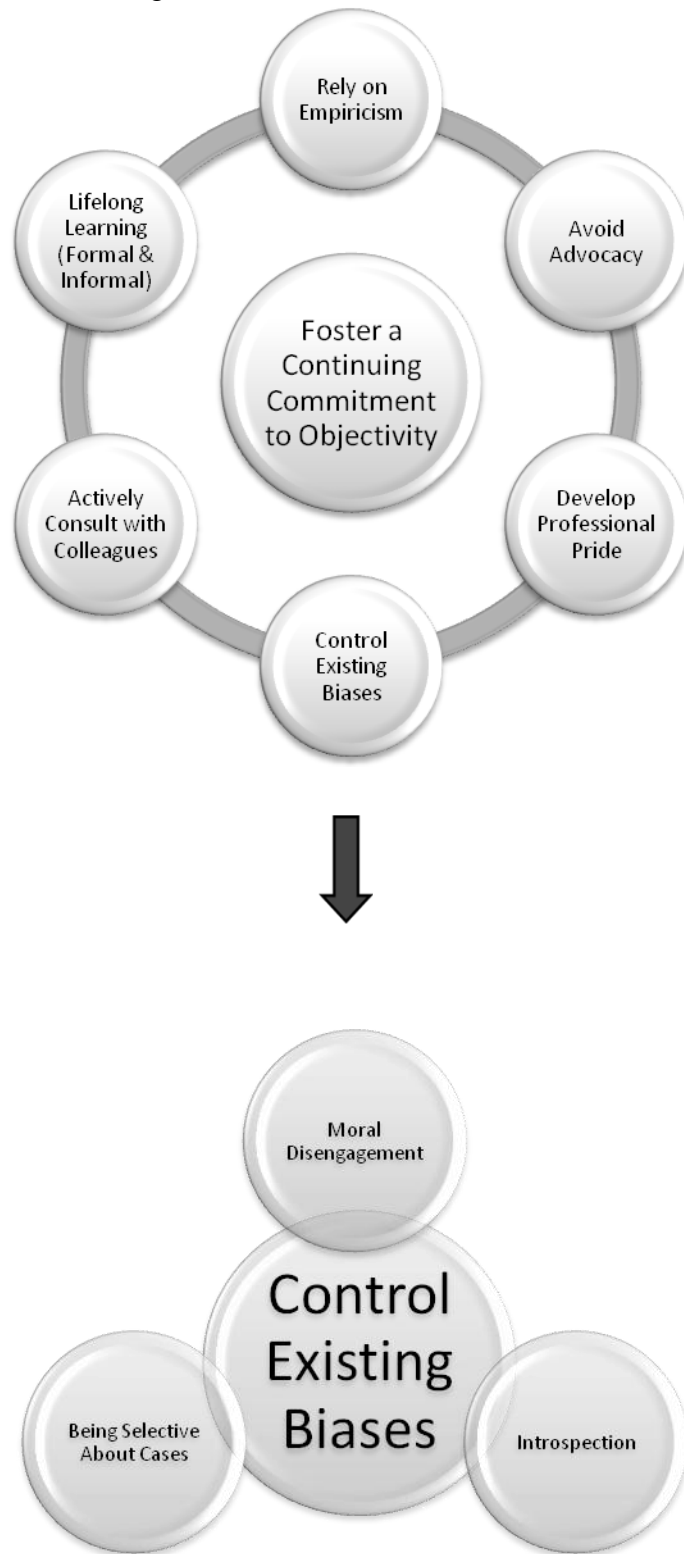 Rely on
Empiricism
Lifelong
Learning
(Formal &
Informal)
Avoid
Advocacy
Foster a
Continuing
Commitment
to Objectivity
Actively
Consult with
Colleagues
Develop
Professional
Pride
Control
Existing
Biases
Moral
Disengagement
Control
Existing
Biases
Being Selective
About Cases
Introspection